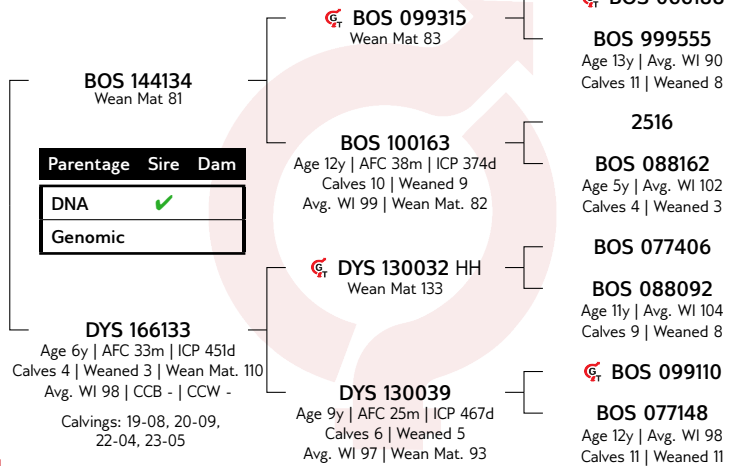 BOS 144134
Wean Mat 81
Parentage Sire Dam
DNA ✔
Genomic
DYS 166133
Age 6y | AFC 33m | ICP 451d
Calves 4 | Weaned 3 | Wean Mat. 110
Avg. WI 98 | CCB - | CCW -
Calvings: 19-08, 20-09,
22-04, 23-05
GT BOS 099315
Wean Mat 83
BOS 100163
Age 12y | AFC 38m | ICP 374d
Calves 10 | Weaned 9
Avg. WI 99 | Wean Mat. 82
GT DYS 130032 HH
Wean Mat 133
DYS 130039
Age 9y | AFC 25m | ICP 467d
Calves 6 | Weaned 5
Avg. WI 97 | Wean Mat. 93
BOS 999555
Age 13y | Avg. WI 90
Calves 11 | Weaned 8
2516
BOS 088162
Age 5y | Avg. WI 102
Calves 4 | Weaned 3
BOS 077406
BOS 088092
Age 11y | Avg. WI 104
Calves 9 | Weaned 8
GT BOS 099110
BOS 077148
Age 12y | Avg. WI 98
Calves 11 | Weaned 11